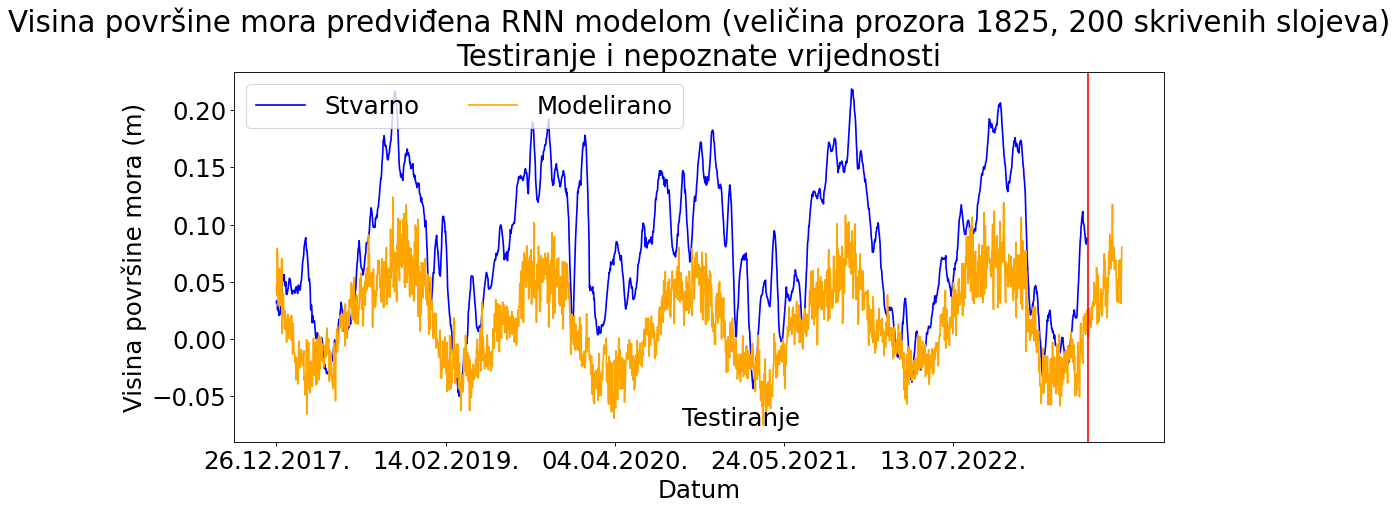 Visina površine mora predviđena RNN modelom (veličina prozora 1825, 200 skrivenih slojeva)
Testiranje i nepoznate vrijednosti
Stvarno
Modelirano
Visina površine mora (m)
0.20
0.15
0.10
0.05
0.00
−0.05
Testiranje
26.12.2017.
14.02.2019.
04.04.2020.
24.05.2021.
13.07.2022.
Datum